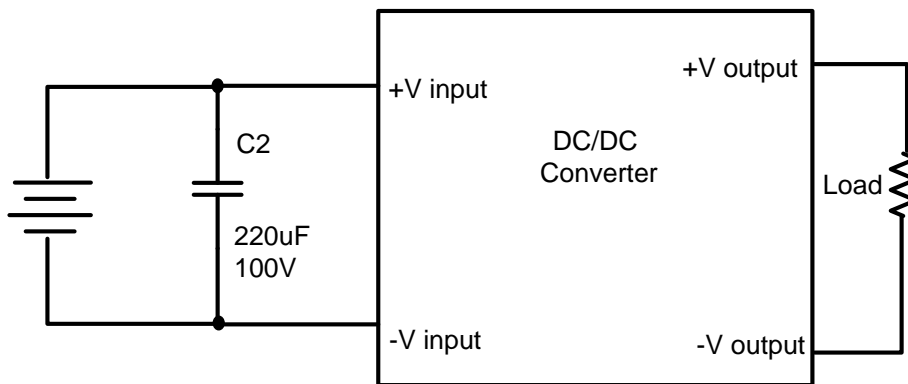 +V output
+V input
C2
DC/DC
Converter
Load
220uF
100V
-V input
-V output